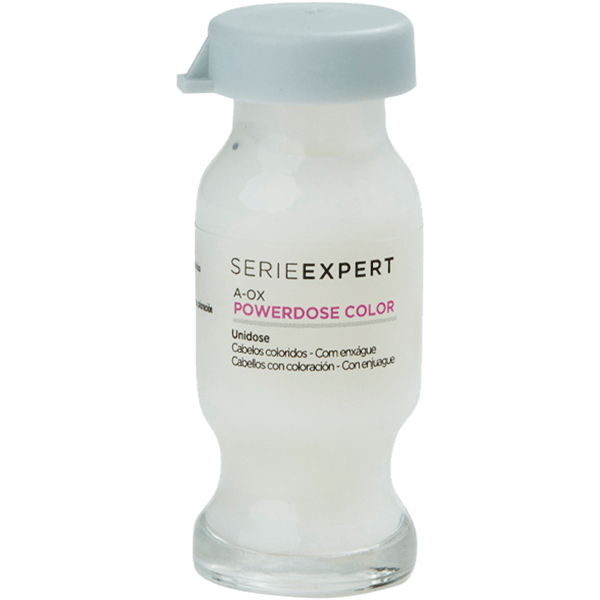 SERIEEXPERT
A-OX
POWERDOSE COLOR
Unidose
Cabelos coloridos - Com enxágue
Cabellos con coloración - Con enjuague